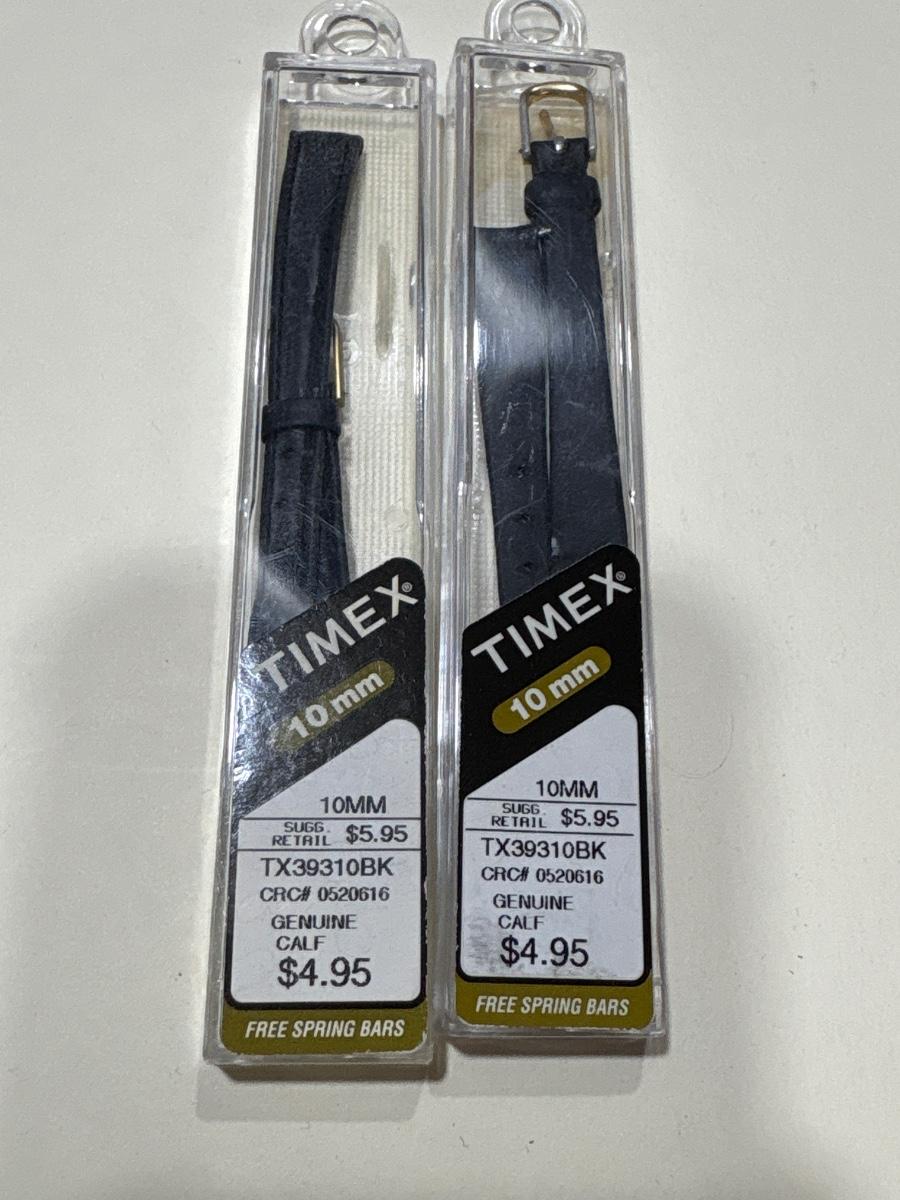 TIMEX®
10 mm
10MM
SUGG.
RETAIL $5.95
TX39310BK
CRC# 0520616
GENUINE
CALF
$4.95
FREE SPRING BARS
TIMEX®
10 mm
10MM
SUGG.
RETAIL $5.95
TX39310BK
CRC# 0520616
GENUINE
CALF
$4.95
FREE SPRING BARS